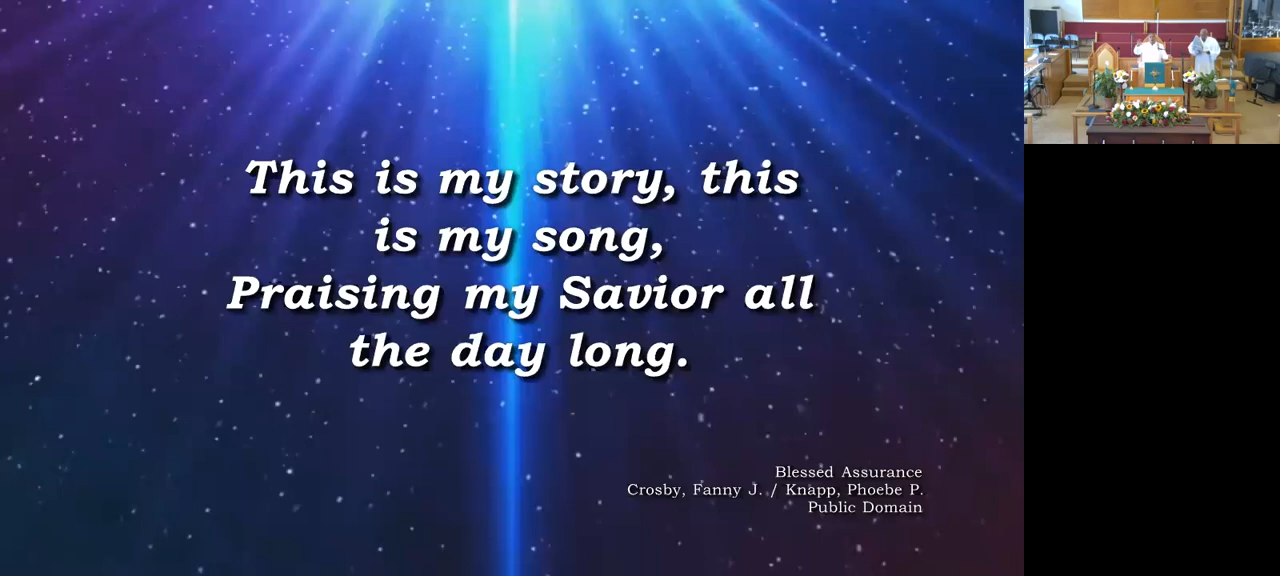 This is my story, this
is my song,
Praising my Savior all
the day long.
Blessed Assurance
Crosby, Fanny J. / Knapp, Phoebe P.
Public Domain